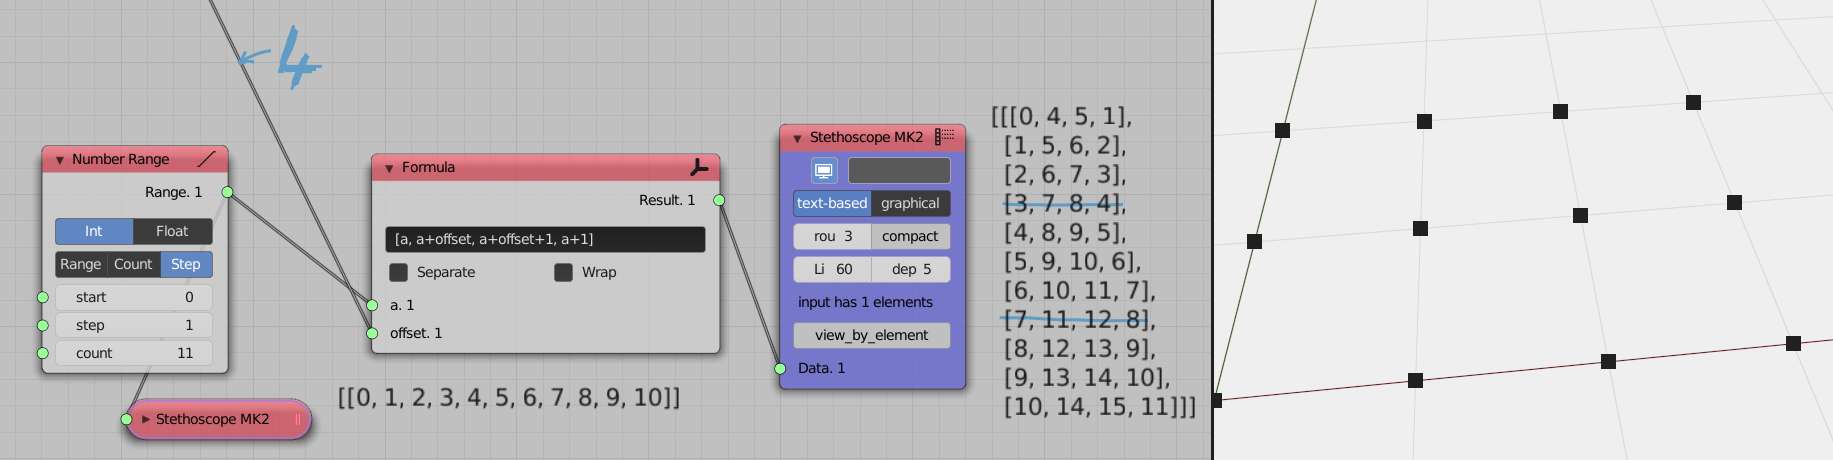 4
Number Range
Range. 1
Int Float
Range Count Step
start 0
step 1
count 11
Stethoscope MK2
[[0, 1, 2, 3, 4, 5, 6, 7, 8, 9, 10]]
Formula
Result. 1
[a, a+offset, a+offset+1, a+1]
Separate Wrap
a. 1
offset. 1
Stethoscope MK2
text-based graphical
rou 3 compact
Li 60 dep 5
input has 1 elements
view_by_element
Data. 1
[[[0, 4, 5, 1],
[1, 5, 6, 2],
[2, 6, 7, 3],
[3, 7, 8, 4],
[4, 8, 9, 5],
[5, 9, 10, 6],
[6, 10, 11, 7],
[7, 11, 12, 8],
[8, 12, 13, 9],
[9, 13, 14, 10],
[10, 14, 15, 11]]]